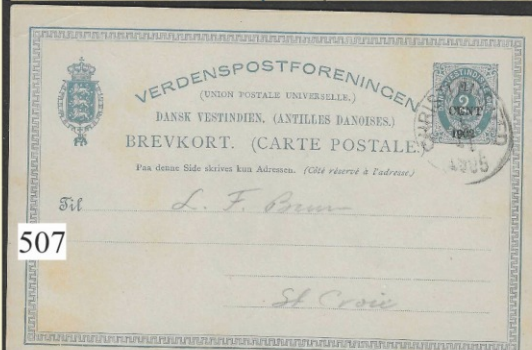 VERDENSPOSTFORENINGEN
(UNION POSTALE UNIVERSELLE.)
DANSK VESTINDIEN. (ANTILLES DANOISES.)
BREVKORT. (CARTE POSTALE.)
Paa denne Side skrives kun Adressen. (Côté réservé à l'adresse.)
2
CENT
1902
1905
Til L. F.
St Croix
507